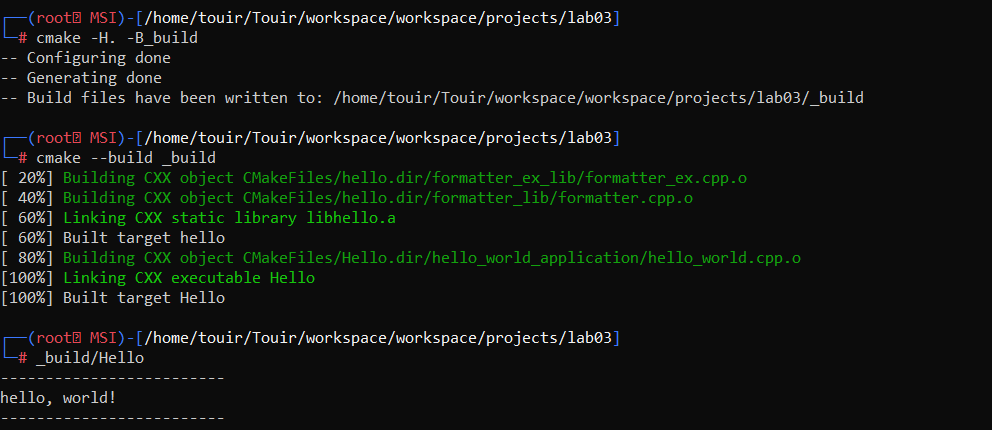 ┌──(root㉿ MSI)-[/home/touir/Touir/workspace/workspace/projects/lab03]
└─# cmake -H. -B_build
-- Configuring done
-- Generating done
-- Build files have been written to: /home/touir/Touir/workspace/workspace/projects/lab03/_build
┌──(root㉿ MSI)-[/home/touir/Touir/workspace/workspace/projects/lab03]
└─# cmake --build _build
[ 20%] Building CXX object CMakeFiles/hello.dir/formatter_ex_lib/formatter_ex.cpp.o
[ 40%] Building CXX object CMakeFiles/hello.dir/formatter_lib/formatter.cpp.o
[ 60%] Linking CXX static library libhello.a
[ 60%] Built target hello
[ 80%] Building CXX object CMakeFiles/Hello.dir/hello_world_application/hello_world.cpp.o
[100%] Linking CXX executable Hello
[100%] Built target Hello
┌──(root㉿ MSI)-[/home/touir/Touir/workspace/workspace/projects/lab03]
└─# _build/Hello
-------------------------
hello, world!
-------------------------